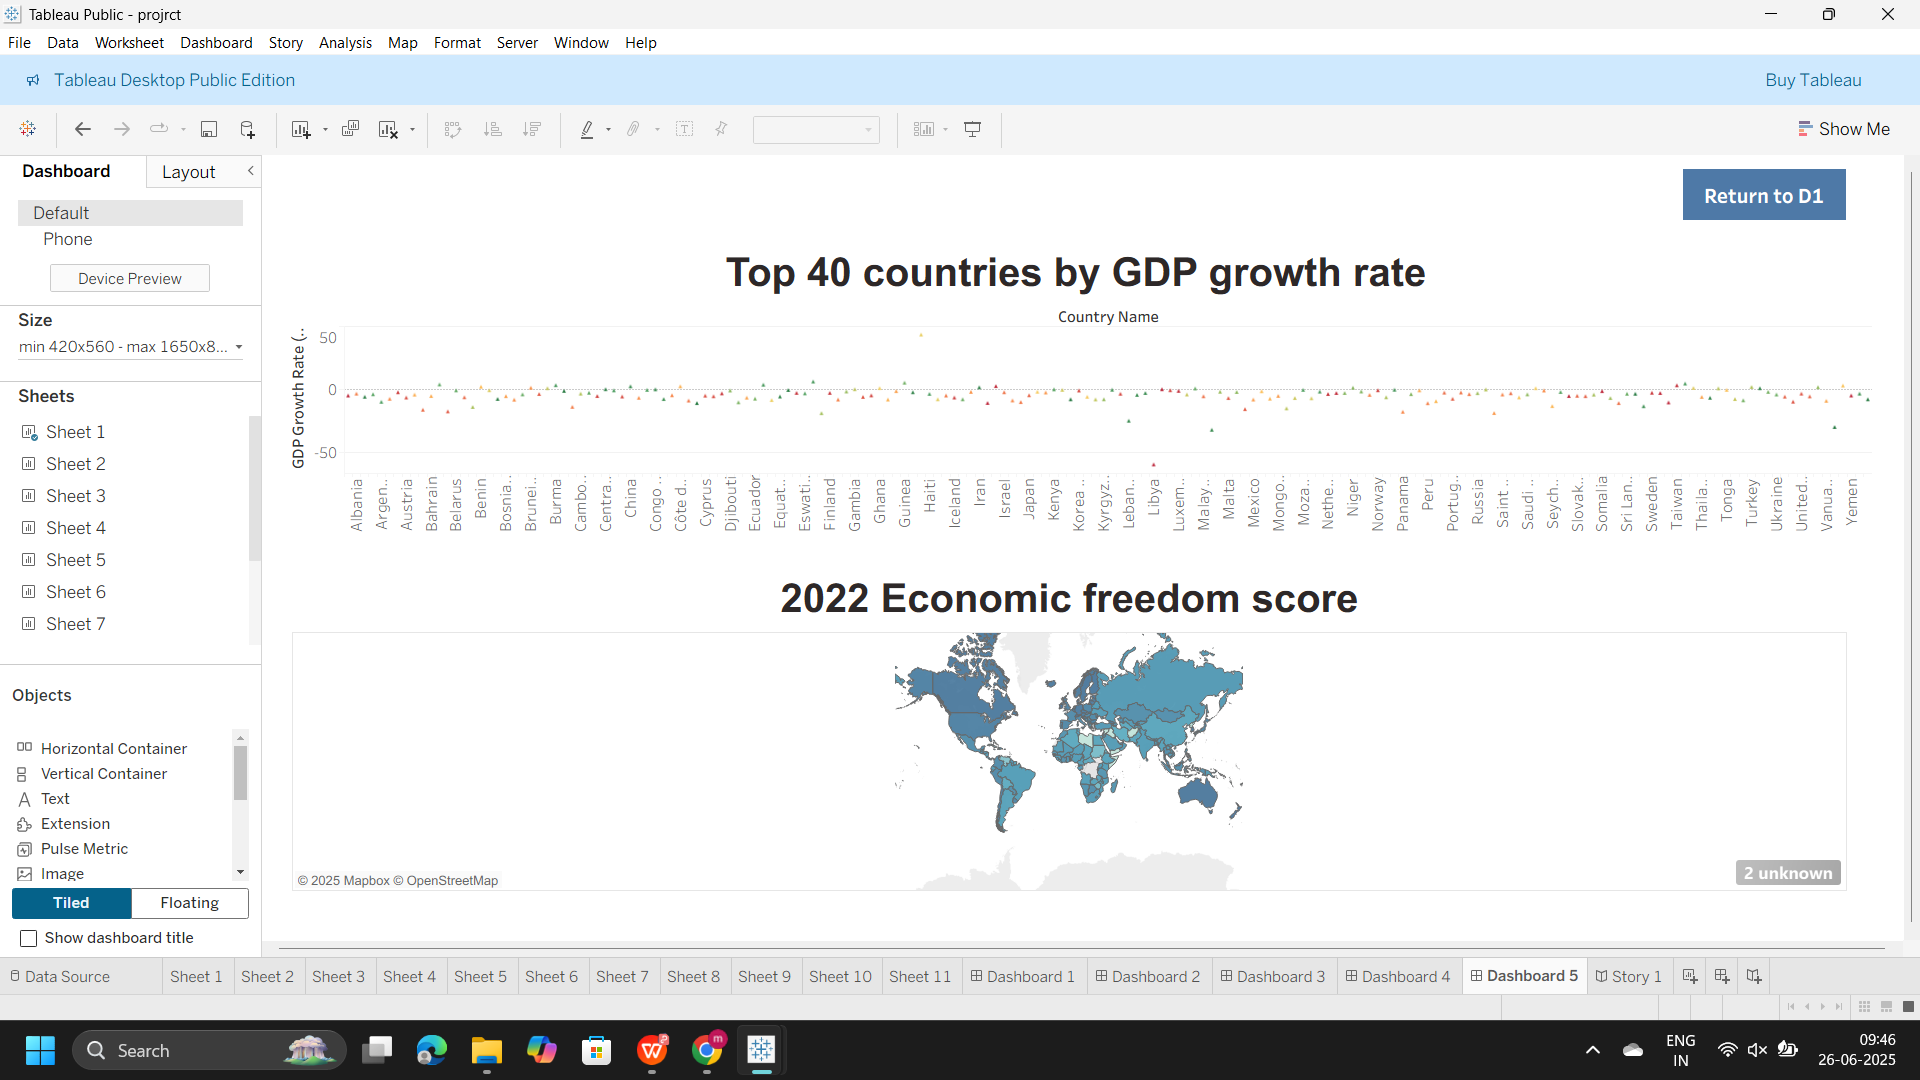 Tableau Public - projrct
File Data Worksheet Dashboard Story Analysis Map Format Server Window Help
Tableau Desktop Public Edition
Buy Tableau
Show Me
Dashboard
Layout
Default
Phone
Device Preview
Size
min 420x560 - max 1650x8...
Sheets
Sheet 1
Sheet 2
Sheet 3
Sheet 4
Sheet 5
Sheet 6
Sheet 7
Objects
Horizontal Container
Vertical Container
Text
Extension
Pulse Metric
Image
Tiled
Floating
Show dashboard title
Return to D1
Top 40 countries by GDP growth rate
Country Name
GDP Growth Rate (..
50
0
-50
Albania
Argen..
Austria
Bahrain
Belarus
Benin
Bosnia..
Brunei..
Burma
Cambo..
Centra..
China
Congo ..
Côte d..
Cyprus
Djibouti
Ecuador
Equat..
Eswati..
Finland
Gambia
Ghana
Guinea
Haiti
Iceland
Iran
Israel
Japan
Kenya
Korea ..
Kyrgyz..
Leban..
Libya
Luxem..
Malay..
Malta
Mexico
Mongo..
Moza..
Nethe..
Niger
Norway
Panama
Peru
Portug..
Russia
Saint ..
Saudi ..
Seych..
Slovak..
Somalia
Sri Lan..
Sweden
Taiwan
Thaila..
Tonga
Turkey
Ukraine
United..
Vanua..
Yemen
2022 Economic freedom score
© 2025 Mapbox © OpenStreetMap
2 unknown
Data Source
Sheet 1
Sheet 2
Sheet 3
Sheet 4
Sheet 5
Sheet 6
Sheet 7
Sheet 8
Sheet 9
Sheet 10
Sheet 11
Dashboard 1
Dashboard 2
Dashboard 3
Dashboard 4
Dashboard 5
Story 1
Search
ENG
IN
09:46
26-06-2025